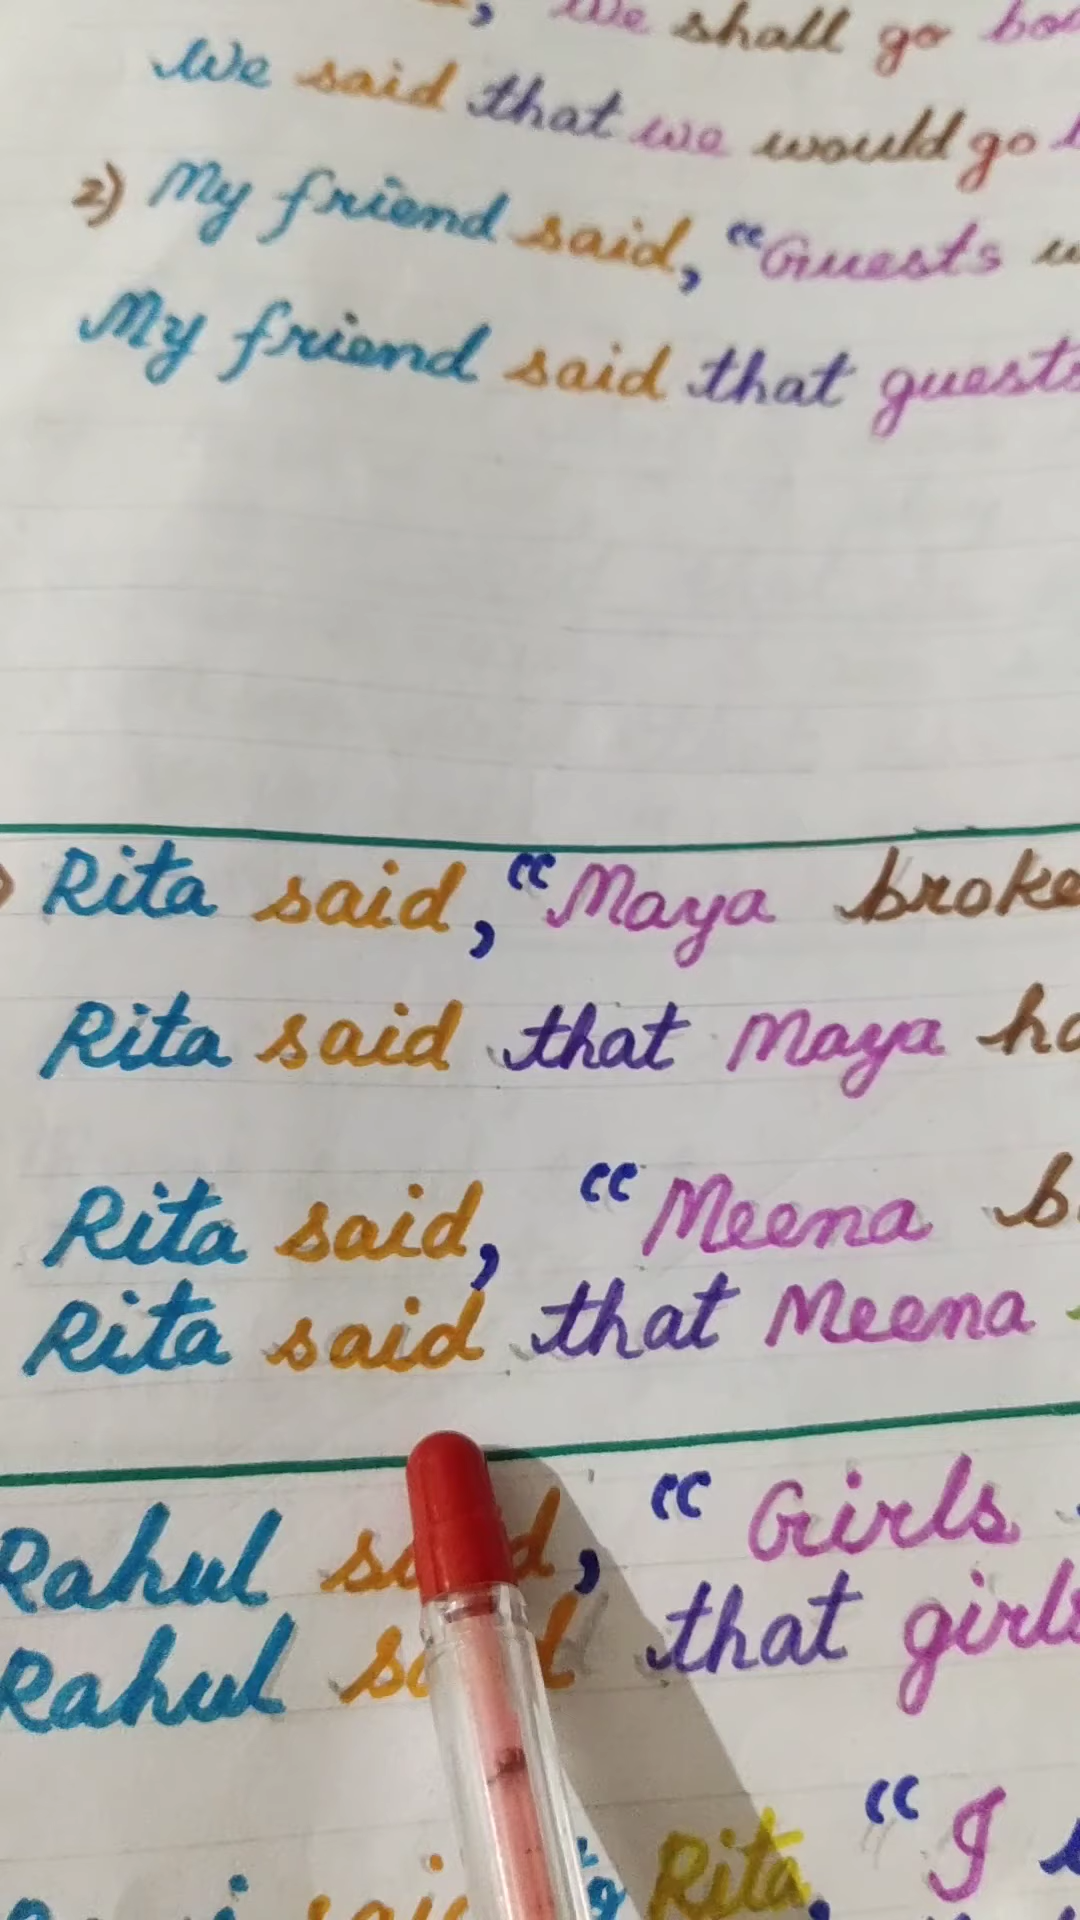 , "We shall go
We said that we would go
2) My friend said, "Guests
My friend said that guests
Rita said, "Maya broke
Rita said that Maya
Rita said, "Meena
Rita said that Meena
Rahul said, "Girls
Rahul said that girls
Rita, "I